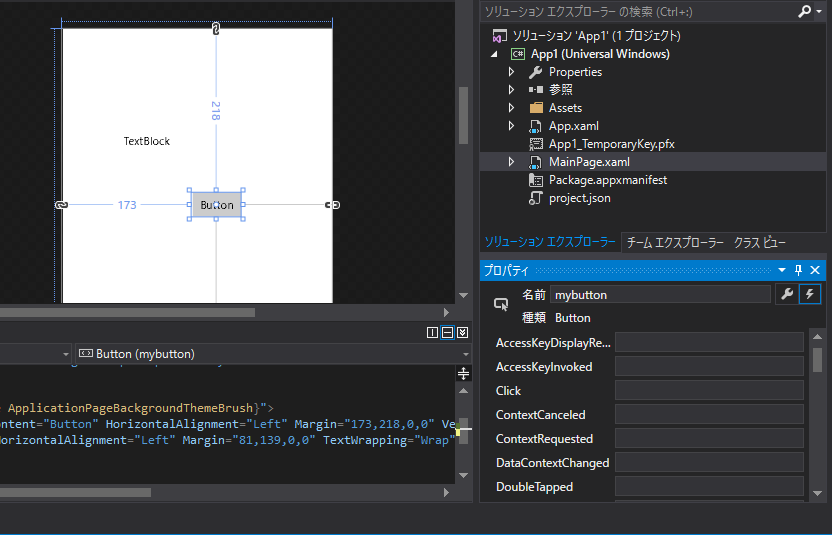 218
TextBlock
173
Button
Button (mybutton)
ApplicationPageBackgroundThemeBrush}">
ontent="Button" HorizontalAlignment="Left" Margin="173,218,0,0" Ve
HorizontalAlignment="Left" Margin="81,139,0,0" TextWrapping="Wrap"
ソリューション エクスプローラー の検索 (Ctrl+:)
ソリューション 'App1' (1 プロジェクト)
C# App1 (Universal Windows)
Properties
参照
Assets
App.xaml
App1_TemporaryKey.pfx
MainPage.xaml
Package.appxmanifest
project.json
ソリューション エクスプローラー チーム エクスプローラー クラス ビュー
プロパティ
名前 mybutton
種類 Button
AccessKeyDisplayRe...
AccessKeyInvoked
Click
ContextCanceled
ContextRequested
DataContextChanged
DoubleTapped